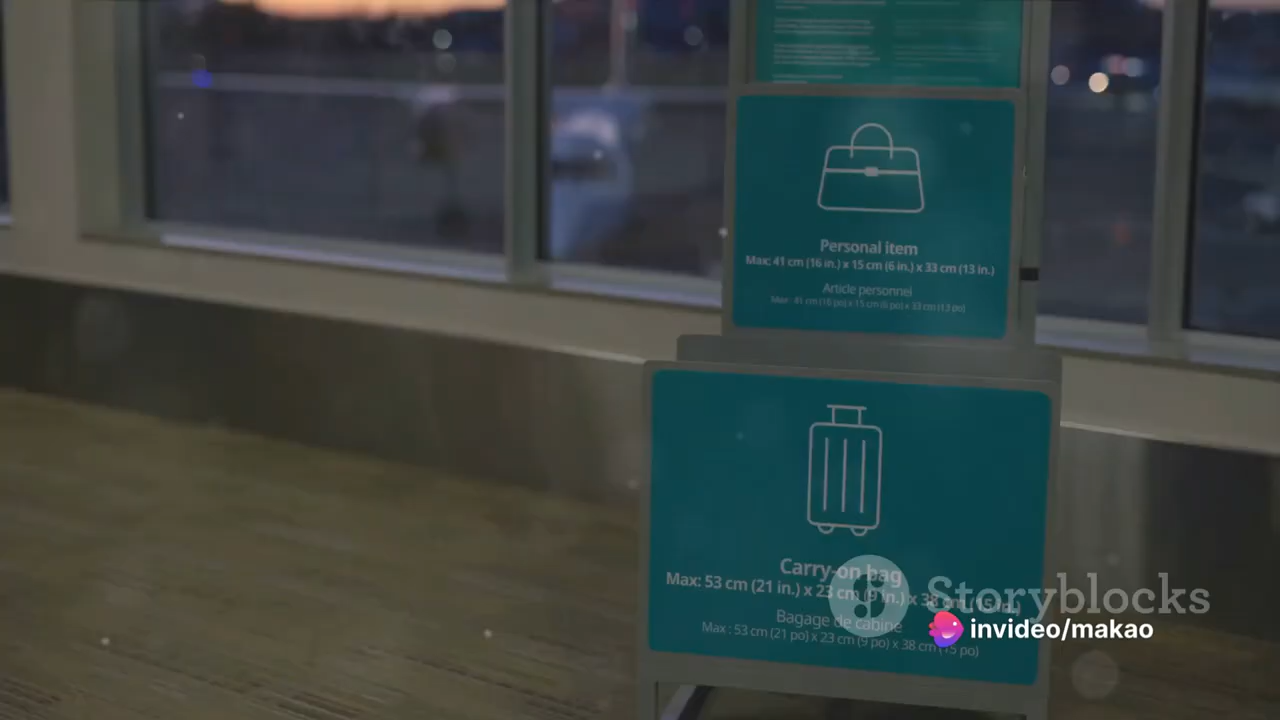 Personal item
Max: 41 cm (16 in.) x 15 cm (6 in.) x 33 cm (13 in.)
Article personnel
Max : 41 cm (16 po) x 15 cm (6 po) x 33 cm (13 po)
Carry-on bag
Max: 53 cm (21 in.) x 23 cm (9 in.) x 38 cm (15 in.)
Bagage de cabine
Max : 53 cm (21 po) x 23 cm (9 po) x 38 cm (15 po)
Storyblocks
invideo/makao